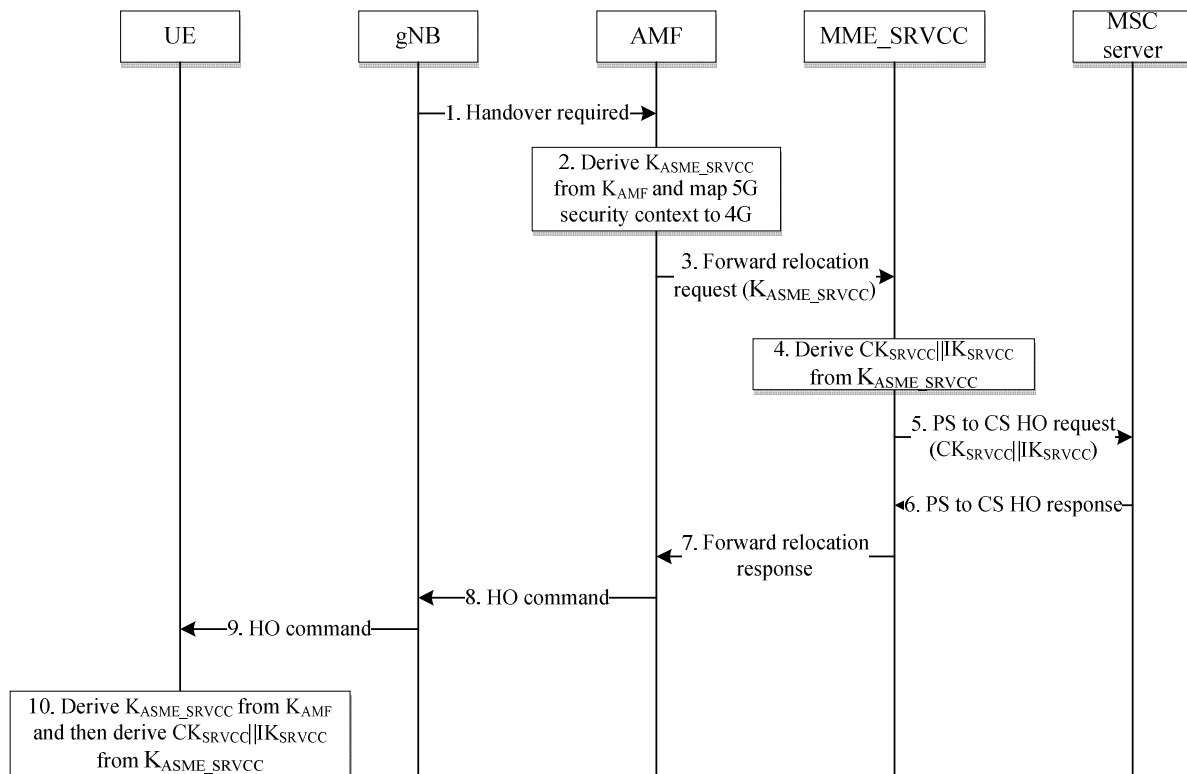 UE
gNB
AMF
MME_SRVCC
MSC
server
1. Handover required
2. Derive KASME_SRVCC
from KAMF and map 5G
security context to 4G
3. Forward relocation
request (KASME_SRVCC)
4. Derive CKSRVCC||IKSRVCC
from KASME_SRVCC
5. PS to CS HO request
(CKSRVCC||IKSRVCC)
6. PS to CS HO response
7. Forward relocation
response
8. HO command
9. HO command
10. Derive KASME_SRVCC from KAMF
and then derive CKSRVCC||IKSRVCC
from KASME_SRVCC